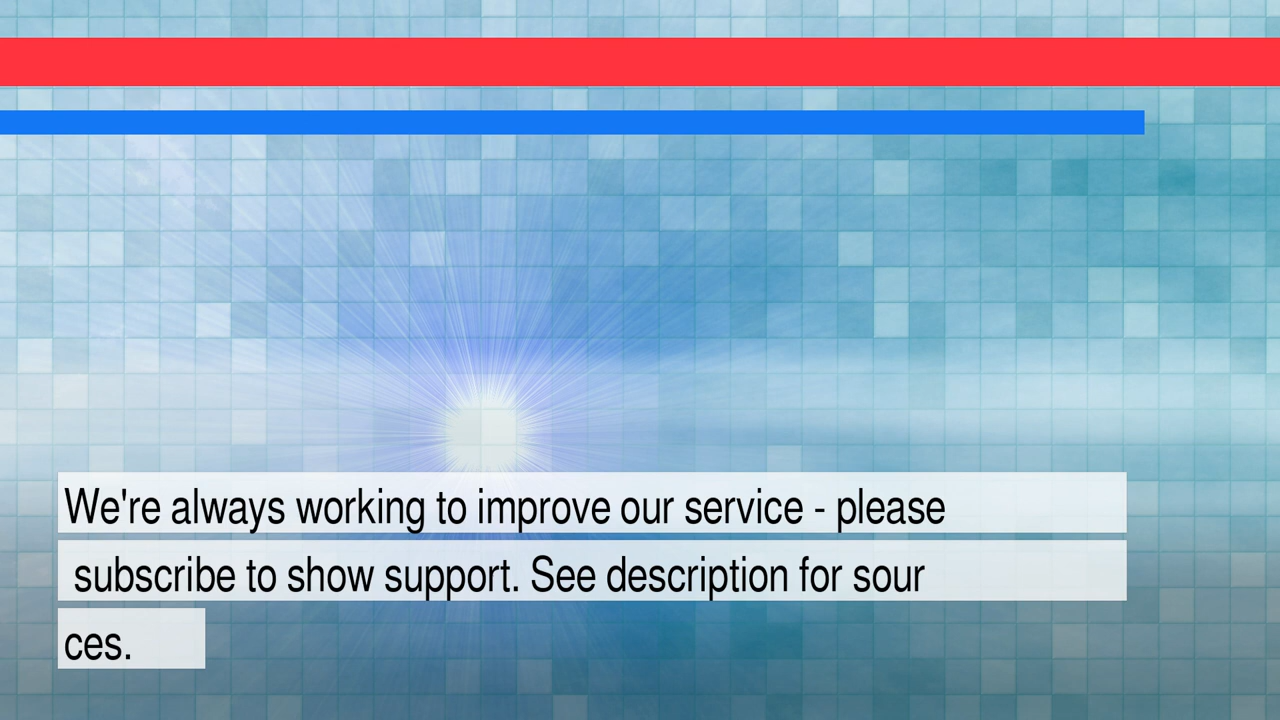 We're always working to improve our service - please
subscribe to show support. See description for sour
ces.